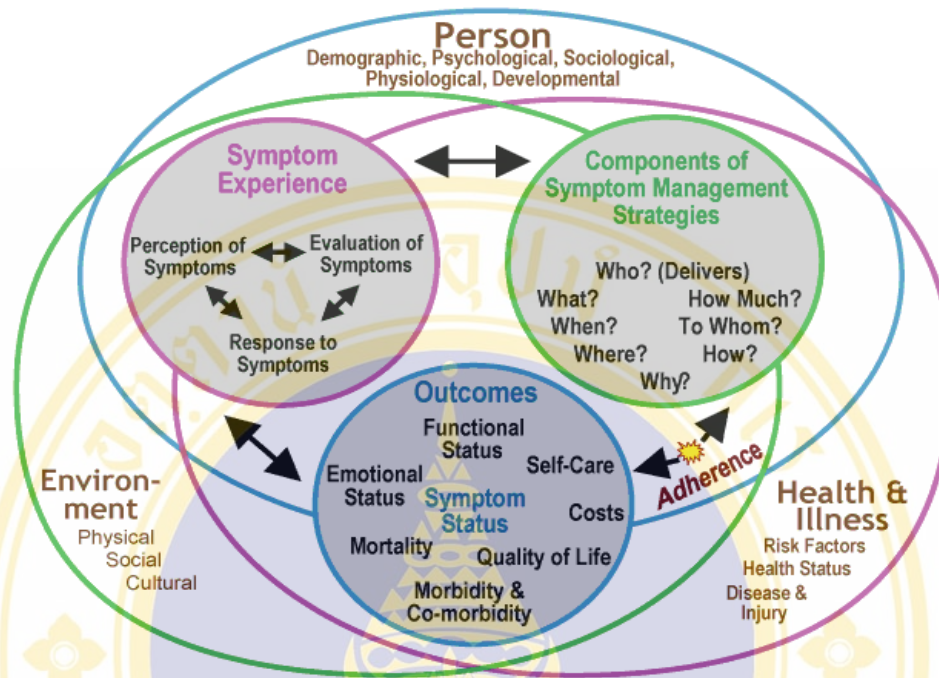 Person
Demographic, Psychological, Sociological,
Physiological, Developmental
Symptom
Experience
Perception of
Symptoms
Evaluation of
Symptoms
Response to
Symptoms
Components of
Symptom Management
Strategies
Who? (Delivers)
What?
How Much?
When?
To Whom?
Where?
How?
Why?
Outcomes
Functional
Status
Emotional
Status
Self-Care
Symptom
Status
Costs
Mortality
Quality of Life
Morbidity &
Co-morbidity
Adherence
Environ-
ment
Physical
Social
Cultural
Health &
Illness
Risk Factors
Health Status
Disease &
Injury